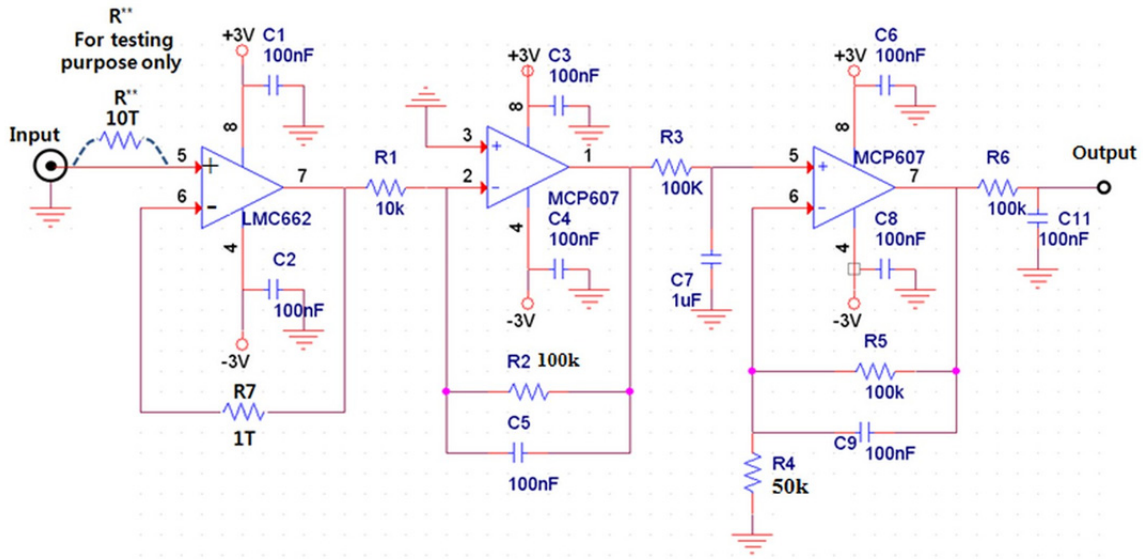 R**
For testing
purpose only
R**
10T
Input
+3V
C1
100nF
8
5
+
6
-
7
LMC662
4
C2
100nF
-3V
R7
1T
R1
10k
+3V
C3
100nF
8
3
+
2
-
1
MCP607
4
C4
100nF
-3V
R2 100k
C5
100nF
R3
100K
C7
1uF
+3V
C6
100nF
8
5
+
6
-
7
MCP607
4
C8
100nF
-3V
R5
100k
C9
100nF
R4
50k
R6
100k
C11
100nF
Output